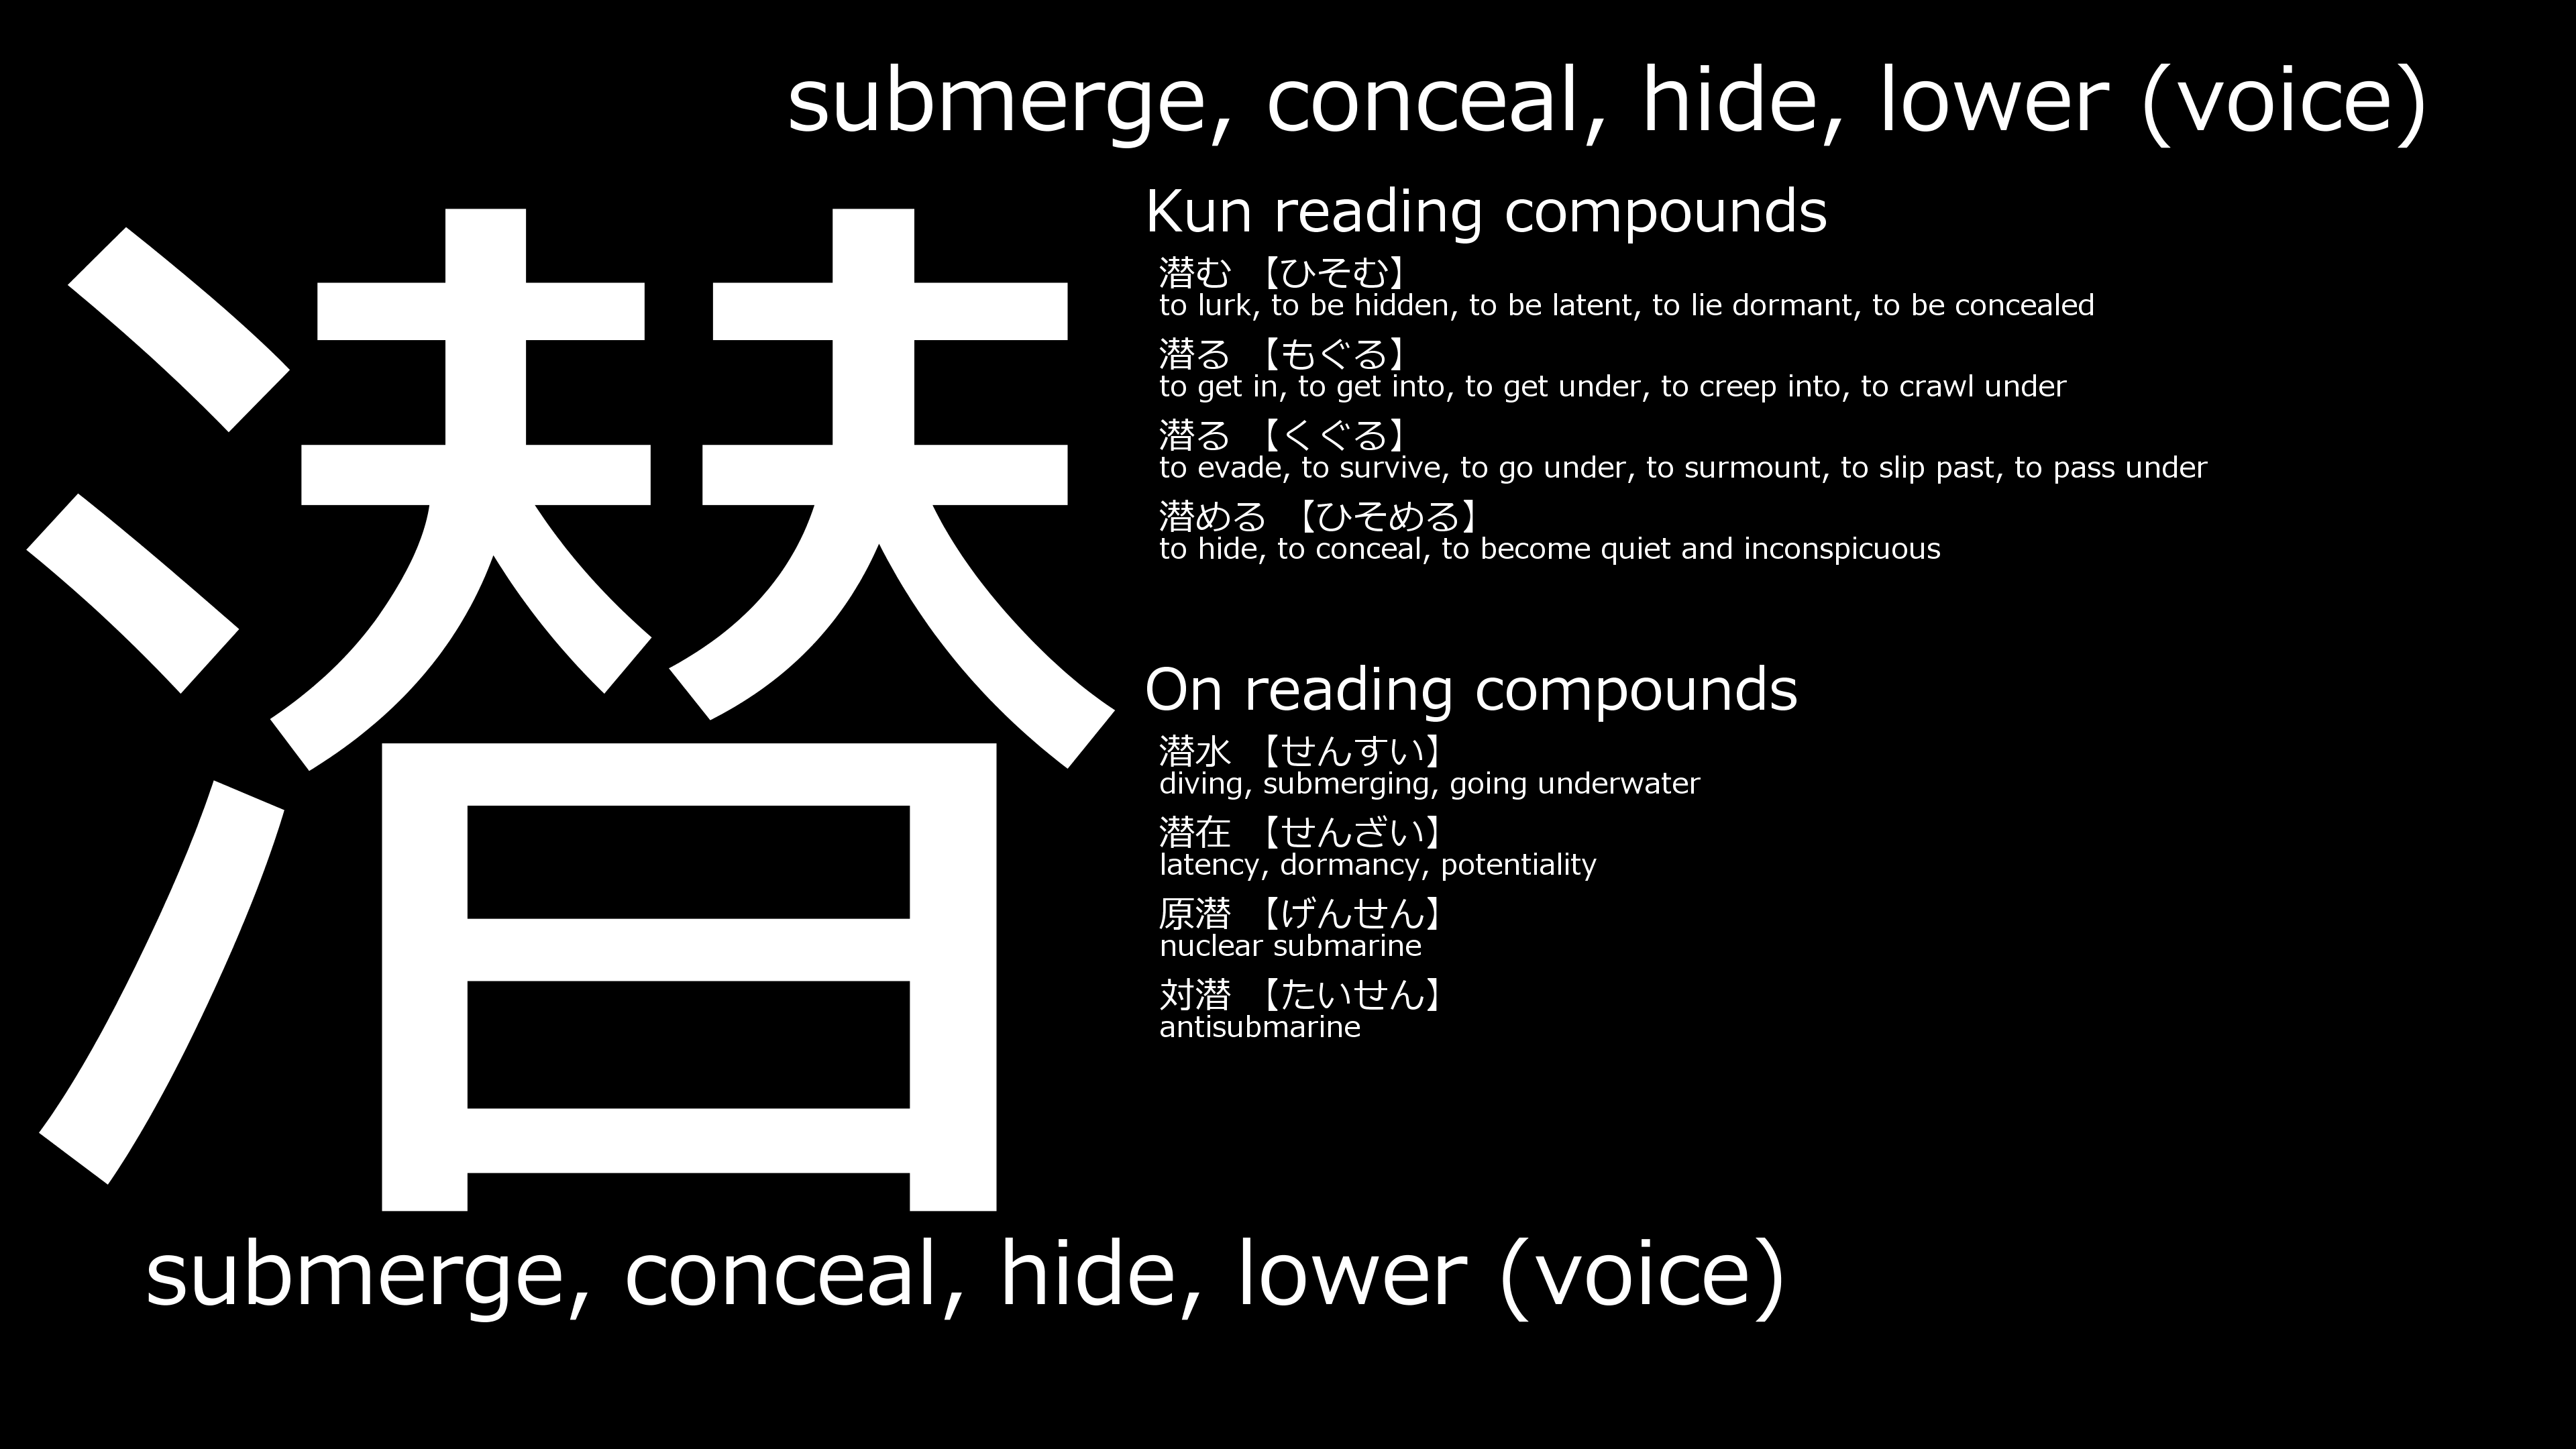 submerge, conceal, hide, lower (voice)
潜
Kun reading compounds
潜む 【ひそむ】
to lurk, to be hidden, to be latent, to lie dormant, to be concealed
潜る 【もぐる】
to get in, to get into, to get under, to creep into, to crawl under
潜る 【くぐる】
to evade, to survive, to go under, to surmount, to slip past, to pass under
潜める 【ひそめる】
to hide, to conceal, to become quiet and inconspicuous
On reading compounds
潜水 【せんすい】
diving, submerging, going underwater
潜在 【せんざい】
latency, dormancy, potentiality
原潜 【げんせん】
nuclear submarine
対潜 【たいせん】
antisubmarine
submerge, conceal, hide, lower (voice)